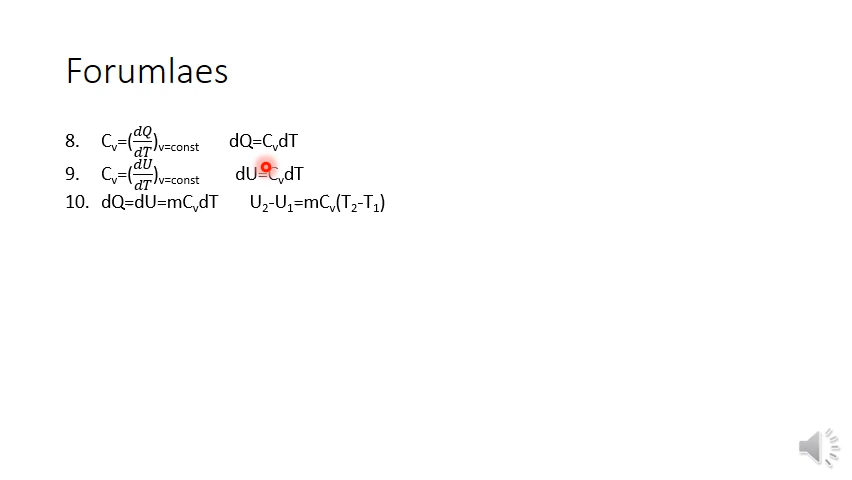 Forumlaes
8. Cv=(dQ/dT)v=const dQ=CvdT
9. Cv=(dU/dT)v=const dU=CvdT
10. dQ=dU=mCvdT U2-U1=mCv(T2-T1)